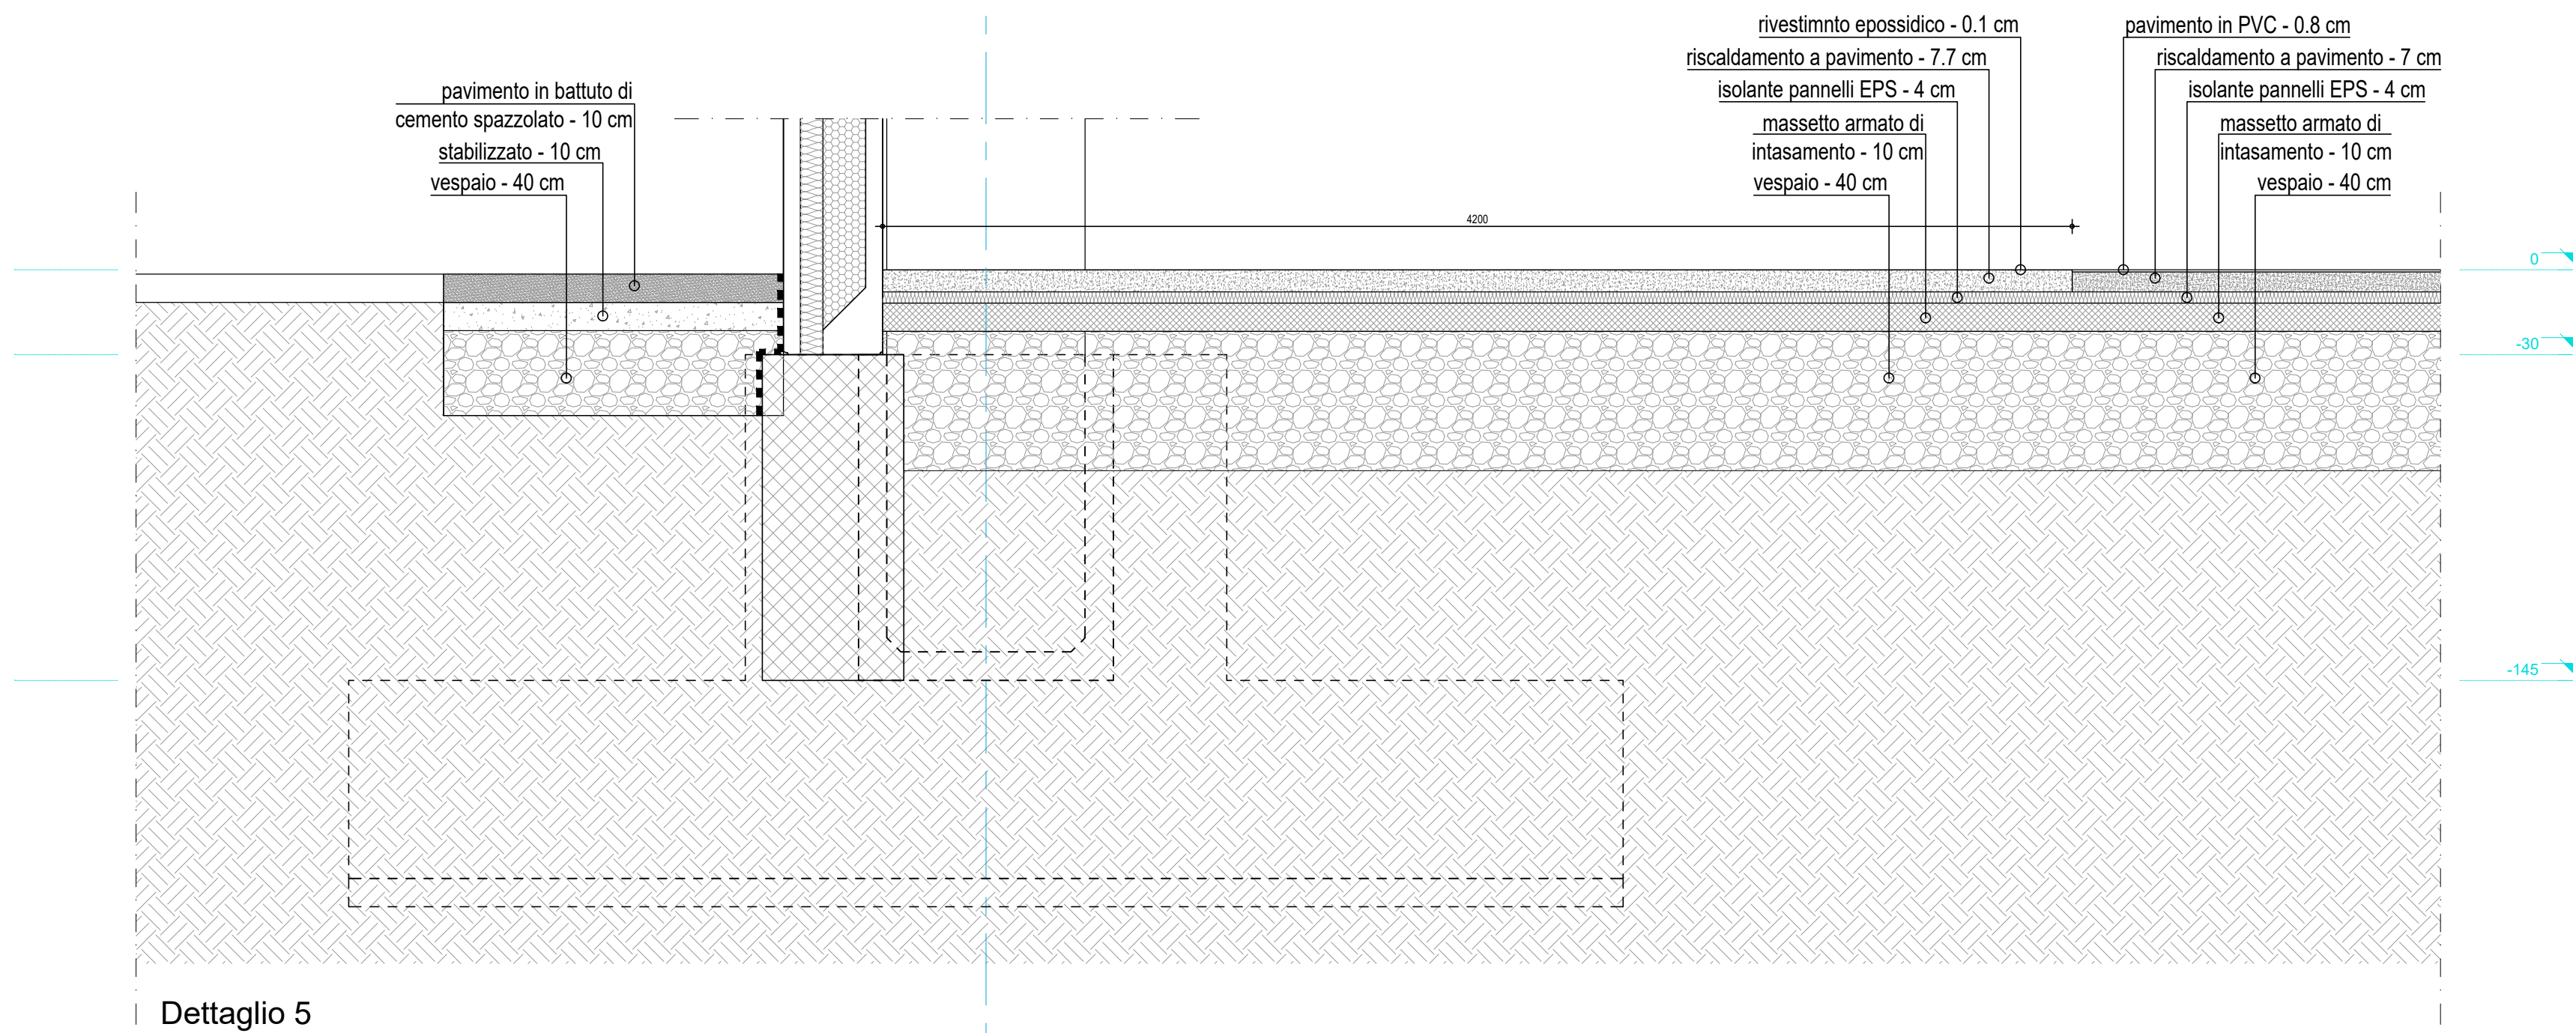 pavimento in battuto di
cemento spazzolato - 10 cm
stabilizzato - 10 cm
vespaio - 40 cm
rivestimnto epossidico - 0.1 cm
riscaldamento a pavimento - 7.7 cm
isolante pannelli EPS - 4 cm
massetto armato di
intasamento - 10 cm
vespaio - 40 cm
pavimento in PVC - 0.8 cm
riscaldamento a pavimento - 7 cm
isolante pannelli EPS - 4 cm
massetto armato di
intasamento - 10 cm
vespaio - 40 cm
4200
0
-30
-145
Dettaglio 5